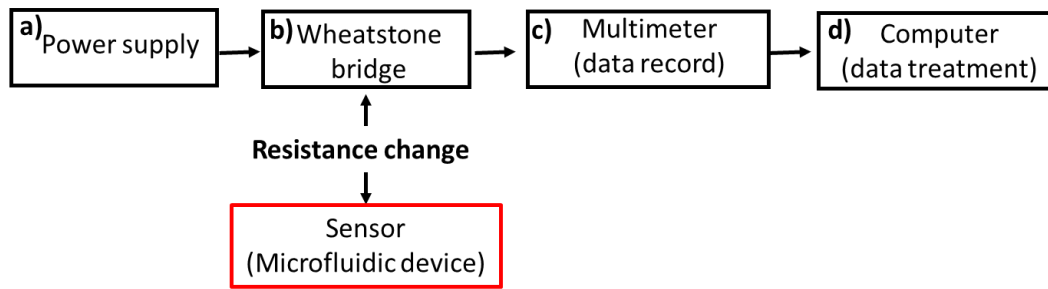 a) Power supply
b) Wheatstone
bridge
c) Multimeter
(data record)
d) Computer
(data treatment)
Resistance change
Sensor
(Microfluidic device)